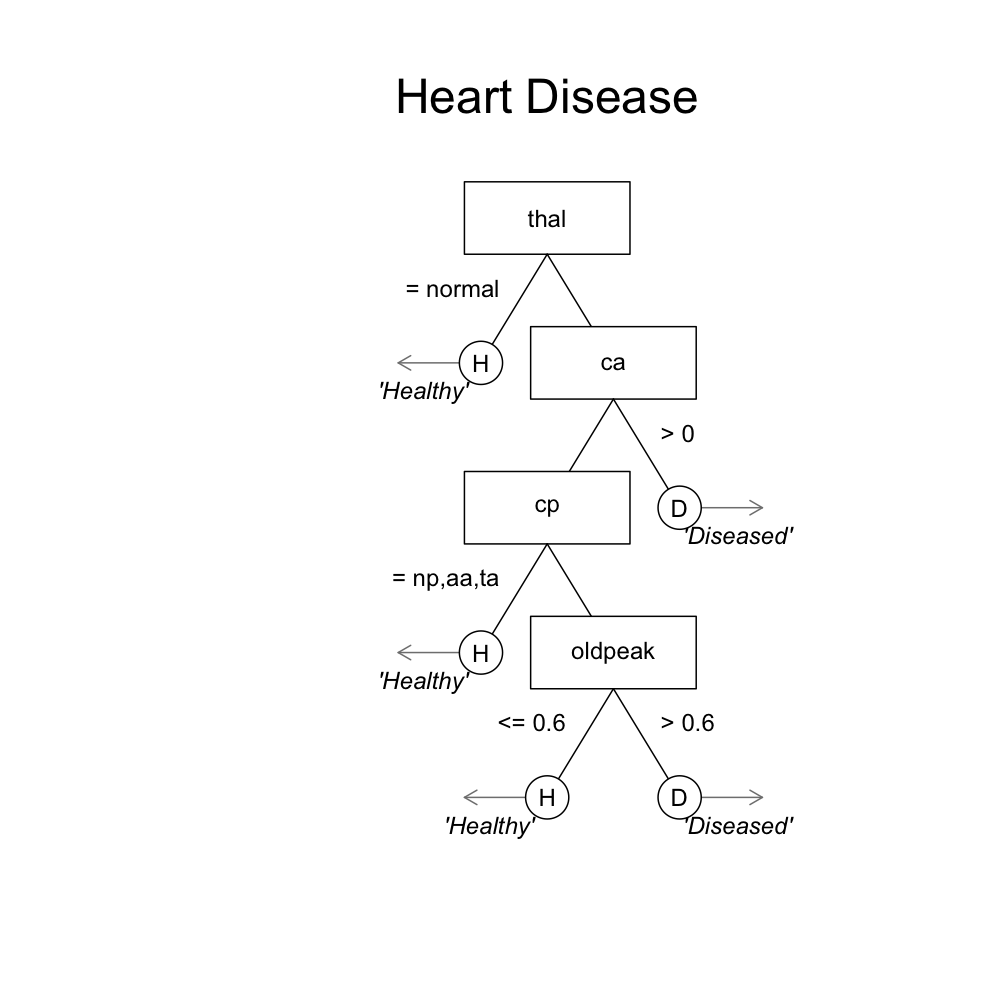 Heart Disease
thal
= normal
H
ca
'Healthy'
> 0
cp
D
'Diseased'
= np,aa,ta
H
oldpeak
'Healthy'
<= 0.6
> 0.6
H
D
'Healthy'
'Diseased'